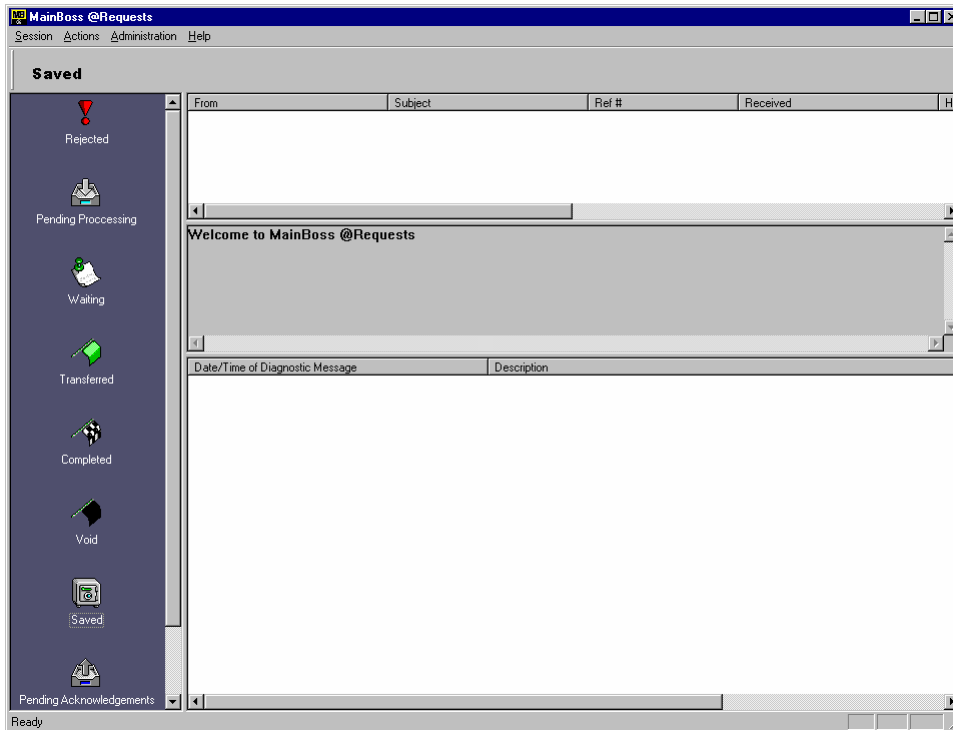 MainBoss @Requests
Session Actions Administration Help
Saved
From Subject Ref # Received H
Rejected
Pending Proccessing
Waiting
Transferred
Completed
Void
Saved
Pending Acknowledgements
Welcome to MainBoss @Requests
Date/Time of Diagnostic Message Description
Ready